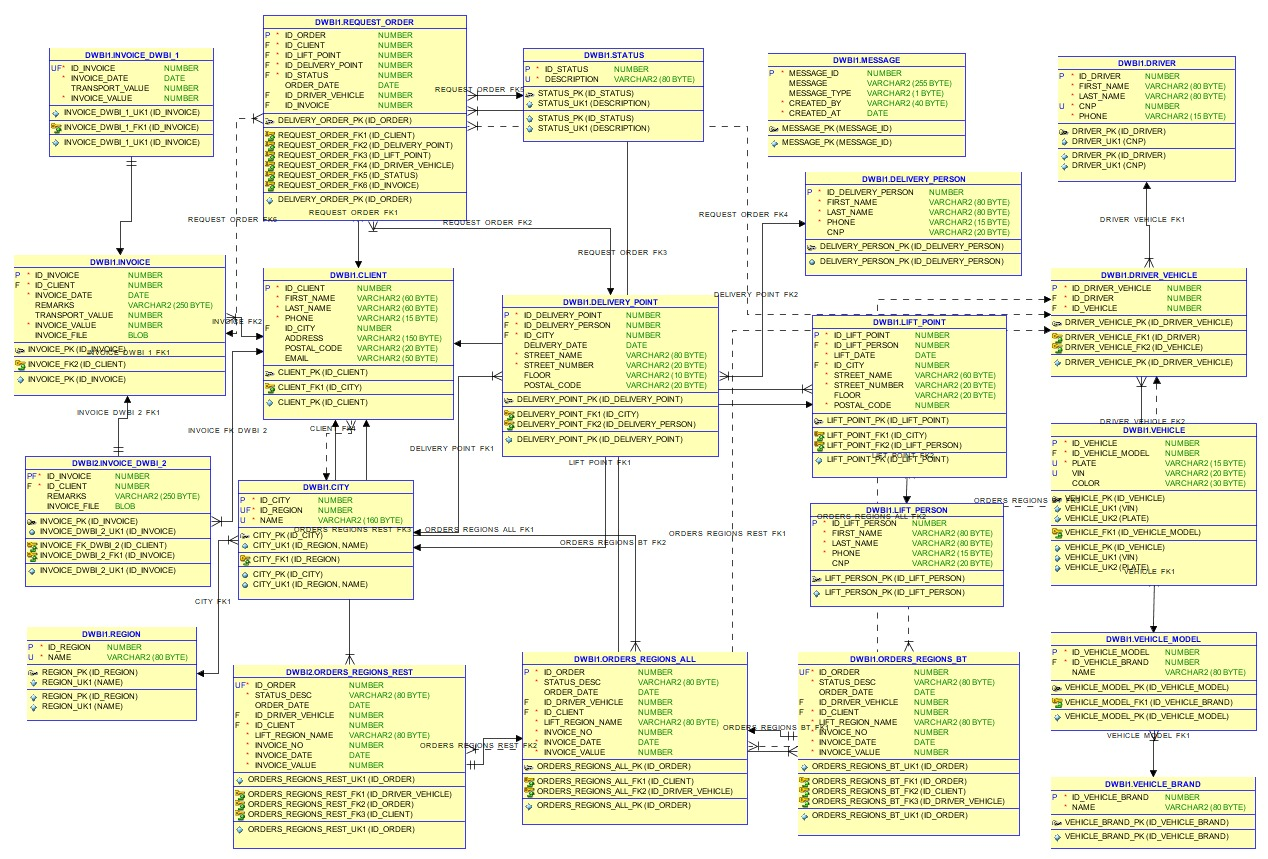 DWBI1.REQUEST_ORDER
P * ID_ORDER NUMBER
F * ID_CLIENT NUMBER
F * ID_LIFT_POINT NUMBER
F * ID_DELIVERY_POINT NUMBER
F * ID_STATUS NUMBER
ORDER_DATE DATE
F ID_DRIVER_VEHICLE NUMBER
F ID_INVOICE NUMBER
DELIVERY_ORDER_PK (ID_ORDER)
REQUEST_ORDER_FK1 (ID_CLIENT)
REQUEST_ORDER_FK2 (ID_DELIVERY_POINT)
REQUEST_ORDER_FK3 (ID_LIFT_POINT)
REQUEST_ORDER_FK4 (ID_DRIVER_VEHICLE)
REQUEST_ORDER_FK5 (ID_STATUS)
REQUEST_ORDER_FK6 (ID_INVOICE)
DELIVERY_ORDER_PK (ID_ORDER)
DWBI1.INVOICE_DWBI_1
UF* ID_INVOICE NUMBER
* INVOICE_DATE DATE
TRANSPORT_VALUE NUMBER
* INVOICE_VALUE NUMBER
INVOICE_DWBI_1_UK1 (ID_INVOICE)
INVOICE_DWBI_1_FK1 (ID_INVOICE)
INVOICE_DWBI_1_UK1 (ID_INVOICE)
DWBI1.STATUS
P * ID_STATUS NUMBER
U * DESCRIPTION VARCHAR2 (80 BYTE)
STATUS_PK (ID_STATUS)
STATUS_UK1 (DESCRIPTION)
STATUS_PK (ID_STATUS)
STATUS_UK1 (DESCRIPTION)
DWBI1.MESSAGE
P * MESSAGE_ID NUMBER
MESSAGE VARCHAR2 (255 BYTE)
MESSAGE_TYPE VARCHAR2 (1 BYTE)
* CREATED_BY VARCHAR2 (40 BYTE)
* CREATED_AT DATE
MESSAGE_PK (MESSAGE_ID)
MESSAGE_PK (MESSAGE_ID)
DWBI1.DRIVER
P * ID_DRIVER NUMBER
* FIRST_NAME VARCHAR2 (80 BYTE)
* LAST_NAME VARCHAR2 (80 BYTE)
U * CNP NUMBER
* PHONE VARCHAR2 (15 BYTE)
DRIVER_PK (ID_DRIVER)
DRIVER_UK1 (CNP)
DRIVER_PK (ID_DRIVER)
DRIVER_UK1 (CNP)
DWBI1.DELIVERY_PERSON
P * ID_DELIVERY_PERSON NUMBER
* FIRST_NAME VARCHAR2 (80 BYTE)
* LAST_NAME VARCHAR2 (80 BYTE)
* PHONE VARCHAR2 (15 BYTE)
CNP VARCHAR2 (20 BYTE)
DELIVERY_PERSON_PK (ID_DELIVERY_PERSON)
DELIVERY_PERSON_PK (ID_DELIVERY_PERSON)
REQUEST ORDER FK6
REQUEST ORDER FK1
REQUEST ORDER FK2
REQUEST ORDER FK4
DRIVER VEHICLE FK1
REQUEST ORDER FK3
DWBI1.INVOICE
P * ID_INVOICE NUMBER
F * ID_CLIENT NUMBER
* INVOICE_DATE DATE
REMARKS VARCHAR2 (250 BYTE)
TRANSPORT_VALUE NUMBER
* INVOICE_VALUE NUMBER
INVOICE_FILE BLOB
INVOICE_PK (ID_INVOICE)
INVOICE_FK2 (ID_CLIENT)
INVOICE_PK (ID_INVOICE)
INVOICE FK2
DWBI1.CLIENT
P * ID_CLIENT NUMBER
* FIRST_NAME VARCHAR2 (60 BYTE)
* LAST_NAME VARCHAR2 (60 BYTE)
* PHONE VARCHAR2 (15 BYTE)
F ID_CITY NUMBER
* ADDRESS VARCHAR2 (150 BYTE)
* POSTAL_CODE VARCHAR2 (20 BYTE)
EMAIL VARCHAR2 (50 BYTE)
CLIENT_PK (ID_CLIENT)
CLIENT_FK1 (ID_CITY)
CLIENT_PK (ID_CLIENT)
DWBI1.DELIVERY_POINT
P * ID_DELIVERY_POINT NUMBER
F * ID_DELIVERY_PERSON NUMBER
F * ID_CITY NUMBER
DELIVERY_DATE DATE
* STREET_NAME VARCHAR2 (80 BYTE)
* STREET_NUMBER VARCHAR2 (20 BYTE)
FLOOR VARCHAR2 (10 BYTE)
POSTAL_CODE VARCHAR2 (20 BYTE)
DELIVERY_POINT_PK (ID_DELIVERY_POINT)
DELIVERY_POINT_FK1 (ID_CITY)
DELIVERY_POINT_FK2 (ID_DELIVERY_PERSON)
DELIVERY_POINT_PK (ID_DELIVERY_POINT)
DELIVERY POINT FK2
DWBI1.LIFT_POINT
P * ID_LIFT_POINT NUMBER
F * ID_LIFT_PERSON NUMBER
* LIFT_DATE DATE
F * ID_CITY NUMBER
* STREET_NAME VARCHAR2 (60 BYTE)
* STREET_NUMBER VARCHAR2 (20 BYTE)
FLOOR VARCHAR2 (20 BYTE)
* POSTAL_CODE NUMBER
LIFT_POINT_PK (ID_LIFT_POINT)
LIFT_POINT_FK1 (ID_CITY)
LIFT_POINT_FK2 (ID_LIFT_PERSON)
LIFT_POINT_PK (ID_LIFT_POINT)
DWBI1.DRIVER_VEHICLE
P * ID_DRIVER_VEHICLE NUMBER
F * ID_DRIVER NUMBER
F * ID_VEHICLE NUMBER
DRIVER_VEHICLE_PK (ID_DRIVER_VEHICLE)
DRIVER_VEHICLE_FK1 (ID_DRIVER)
DRIVER_VEHICLE_FK2 (ID_VEHICLE)
DRIVER_VEHICLE_PK (ID_DRIVER_VEHICLE)
INVOICE DWBI 2 FK1
INVOICE FK DWBI 2
DELIVERY POINT FK1
LIFT POINT FK1
DWBI1.VEHICLE
P * ID_VEHICLE NUMBER
F * ID_VEHICLE_MODEL NUMBER
U * PLATE VARCHAR2 (15 BYTE)
U VIN VARCHAR2 (20 BYTE)
COLOR VARCHAR2 (30 BYTE)
VEHICLE_PK (ID_VEHICLE)
VEHICLE_UK1 (VIN)
VEHICLE_UK2 (PLATE)
VEHICLE_FK1 (ID_VEHICLE_MODEL)
VEHICLE_PK (ID_VEHICLE)
VEHICLE_UK1 (VIN)
VEHICLE_UK2 (PLATE)
VEHICLE FK1
DWBI2.INVOICE_DWBI_2
PF* ID_INVOICE NUMBER
F * ID_CLIENT NUMBER
REMARKS VARCHAR2 (250 BYTE)
INVOICE_FILE BLOB
INVOICE_PK (ID_INVOICE)
INVOICE_DWBI_2_UK1 (ID_INVOICE)
INVOICE_FK_DWBI_2 (ID_CLIENT)
INVOICE_DWBI_2_FK1 (ID_INVOICE)
INVOICE_DWBI_2_UK1 (ID_INVOICE)
DWBI1.CITY
P * ID_CITY NUMBER
UF* ID_REGION NUMBER
U * NAME VARCHAR2 (160 BYTE)
CITY_PK (ID_CITY)
CITY_UK1 (ID_REGION, NAME)
CITY_FK1 (ID_REGION)
CITY_PK (ID_CITY)
CITY_UK1 (ID_REGION, NAME)
ORDERS REGIONS ALL FK1
ORDERS REGIONS BT FK2
ORDERS REGIONS REST FK1
DWBI1.LIFT_PERSON
P * ID_LIFT_PERSON NUMBER
* FIRST_NAME VARCHAR2 (80 BYTE)
* LAST_NAME VARCHAR2 (80 BYTE)
* PHONE VARCHAR2 (15 BYTE)
CNP VARCHAR2 (20 BYTE)
LIFT_PERSON_PK (ID_LIFT_PERSON)
LIFT_PERSON_PK (ID_LIFT_PERSON)
CITY FK1
DWBI1.REGION
P * ID_REGION NUMBER
U * NAME VARCHAR2 (80 BYTE)
REGION_PK (ID_REGION)
REGION_UK1 (NAME)
REGION_PK (ID_REGION)
REGION_UK1 (NAME)
DWBI2.ORDERS_REGIONS_REST
UF* ID_ORDER NUMBER
* STATUS_DESC VARCHAR2 (80 BYTE)
ORDER_DATE DATE
F ID_DRIVER_VEHICLE NUMBER
F * ID_CLIENT NUMBER
* LIFT_REGION_NAME VARCHAR2 (80 BYTE)
* INVOICE_NO NUMBER
* INVOICE_DATE DATE
* INVOICE_VALUE NUMBER
ORDERS_REGIONS_REST_UK1 (ID_ORDER)
ORDERS_REGIONS_REST_FK1 (ID_DRIVER_VEHICLE)
ORDERS_REGIONS_REST_FK2 (ID_ORDER)
ORDERS_REGIONS_REST_FK3 (ID_CLIENT)
ORDERS_REGIONS_REST_UK1 (ID_ORDER)
ORDERS REGIONS REST FK2
DWBI1.ORDERS_REGIONS_ALL
P * ID_ORDER NUMBER
* STATUS_DESC VARCHAR2 (80 BYTE)
ORDER_DATE DATE
F ID_DRIVER_VEHICLE NUMBER
F * ID_CLIENT NUMBER
* LIFT_REGION_NAME VARCHAR2 (80 BYTE)
* INVOICE_NO NUMBER
* INVOICE_DATE DATE
* INVOICE_VALUE NUMBER
ORDERS_REGIONS_ALL_PK (ID_ORDER)
ORDERS_REGIONS_ALL_FK1 (ID_CLIENT)
ORDERS_REGIONS_ALL_FK2 (ID_DRIVER_VEHICLE)
ORDERS_REGIONS_ALL_PK (ID_ORDER)
DWBI1.ORDERS_REGIONS_BT
UF* ID_ORDER NUMBER
* STATUS_DESC VARCHAR2 (80 BYTE)
ORDER_DATE DATE
F ID_DRIVER_VEHICLE NUMBER
F * ID_CLIENT NUMBER
* LIFT_REGION_NAME VARCHAR2 (80 BYTE)
* INVOICE_NO NUMBER
* INVOICE_DATE DATE
* INVOICE_VALUE NUMBER
ORDERS_REGIONS_BT_UK1 (ID_ORDER)
ORDERS_REGIONS_BT_FK1 (ID_ORDER)
ORDERS_REGIONS_BT_FK2 (ID_CLIENT)
ORDERS_REGIONS_BT_FK3 (ID_DRIVER_VEHICLE)
ORDERS_REGIONS_BT_UK1 (ID_ORDER)
DWBI1.VEHICLE_MODEL
P * ID_VEHICLE_MODEL NUMBER
F * ID_VEHICLE_BRAND NUMBER
NAME VARCHAR2 (80 BYTE)
VEHICLE_MODEL_PK (ID_VEHICLE_MODEL)
VEHICLE_MODEL_FK1 (ID_VEHICLE_BRAND)
VEHICLE_MODEL_PK (ID_VEHICLE_MODEL)
VEHICLE MODEL FK1
DWBI1.VEHICLE_BRAND
P * ID_VEHICLE_BRAND NUMBER
* NAME VARCHAR2 (80 BYTE)
VEHICLE_BRAND_PK (ID_VEHICLE_BRAND)
VEHICLE_BRAND_PK (ID_VEHICLE_BRAND)